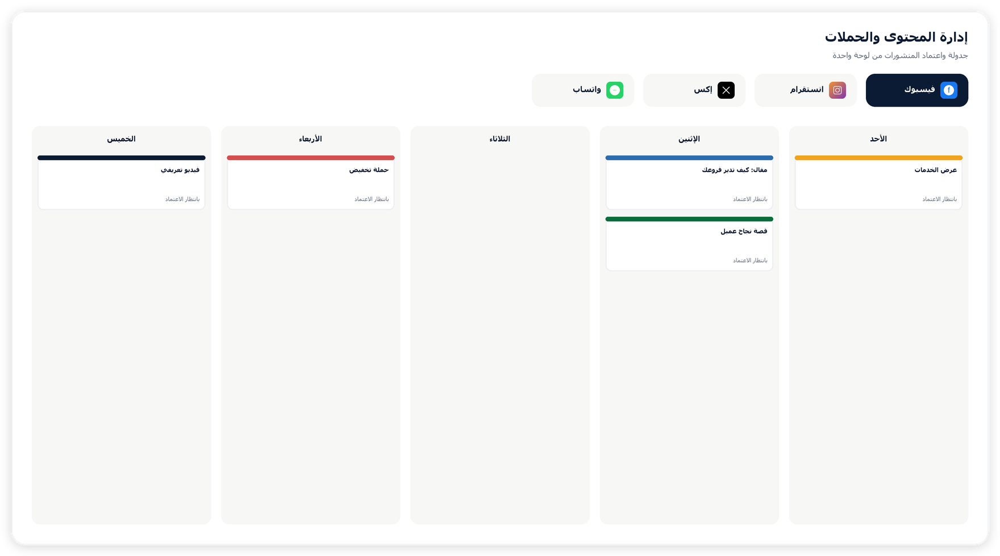 إدارة المحتوى والحملات
جدولة واعتماد المنشورات من لوحة واحدة
فيسبوك
انستقرام
إكس
واتساب
الأحد
عرض الخدمات
بانتظار الاعتماد
الإثنين
مقال: كيف تدير فروعك
بانتظار الاعتماد
قصة نجاح عميل
بانتظار الاعتماد
الثلاثاء
الأربعاء
حملة تخفيض
بانتظار الاعتماد
الخميس
فيديو تعريفي
بانتظار الاعتماد